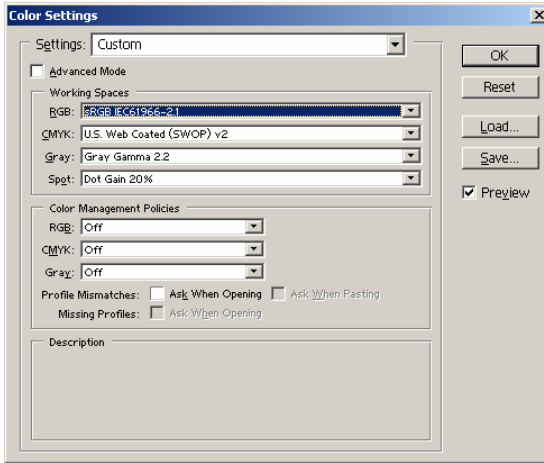 Color Settings
Settings: Custom
OK
Advanced Mode
Reset
Working Spaces
RGB: sRGB IEC61966-2.1
CMYK: U.S. Web Coated (SWOP) v2
Load...
Gray: Gray Gamma 2.2
Save...
Spot: Dot Gain 20%
Preview
Color Management Policies
RGB: Off
CMYK: Off
Gray: Off
Profile Mismatches: Ask When Opening Ask When Pasting
Missing Profiles: Ask When Opening
Description